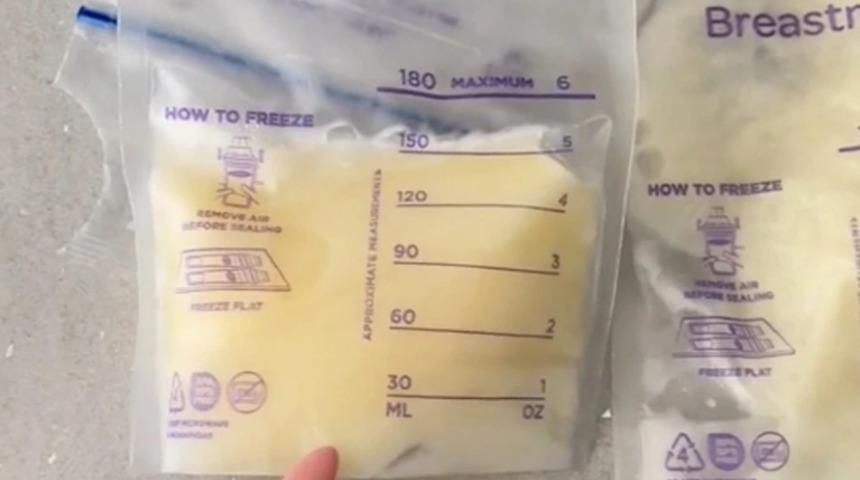 180 MAXIMUM 6
HOW TO FREEZE
150 5
120 4
90 3
60 2
30 1
ML OZ
APPROXIMATE MEASUREMENTS
REMOVE AIR
BEFORE SEALING
FREEZE FLAT
HOW TO FREEZE
REMOVE AIR
BEFORE SEALING
FREEZE FLAT
4